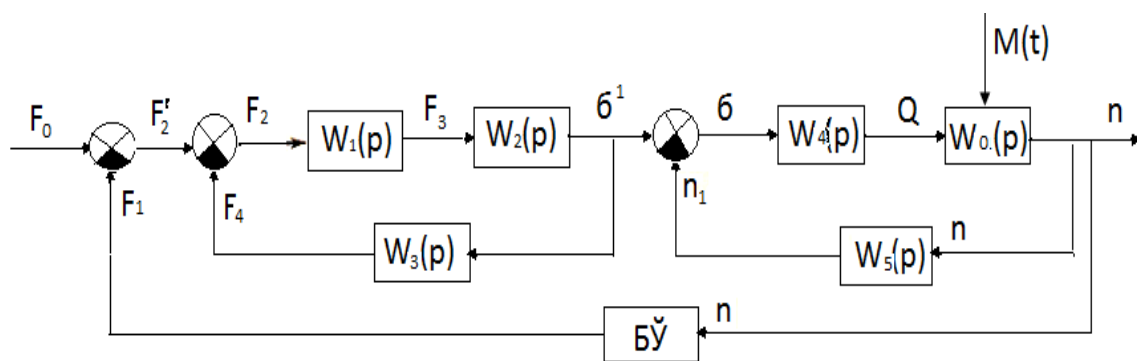 M(t)
F₀
F₂'
F₂
W₁(p)
F₃
W₂(p)
б¹
б
W₄(p)
Q
W₀.(p)
n
F₁
F₄
W₃(p)
n₁
W₅(p)
n
БЎ
n